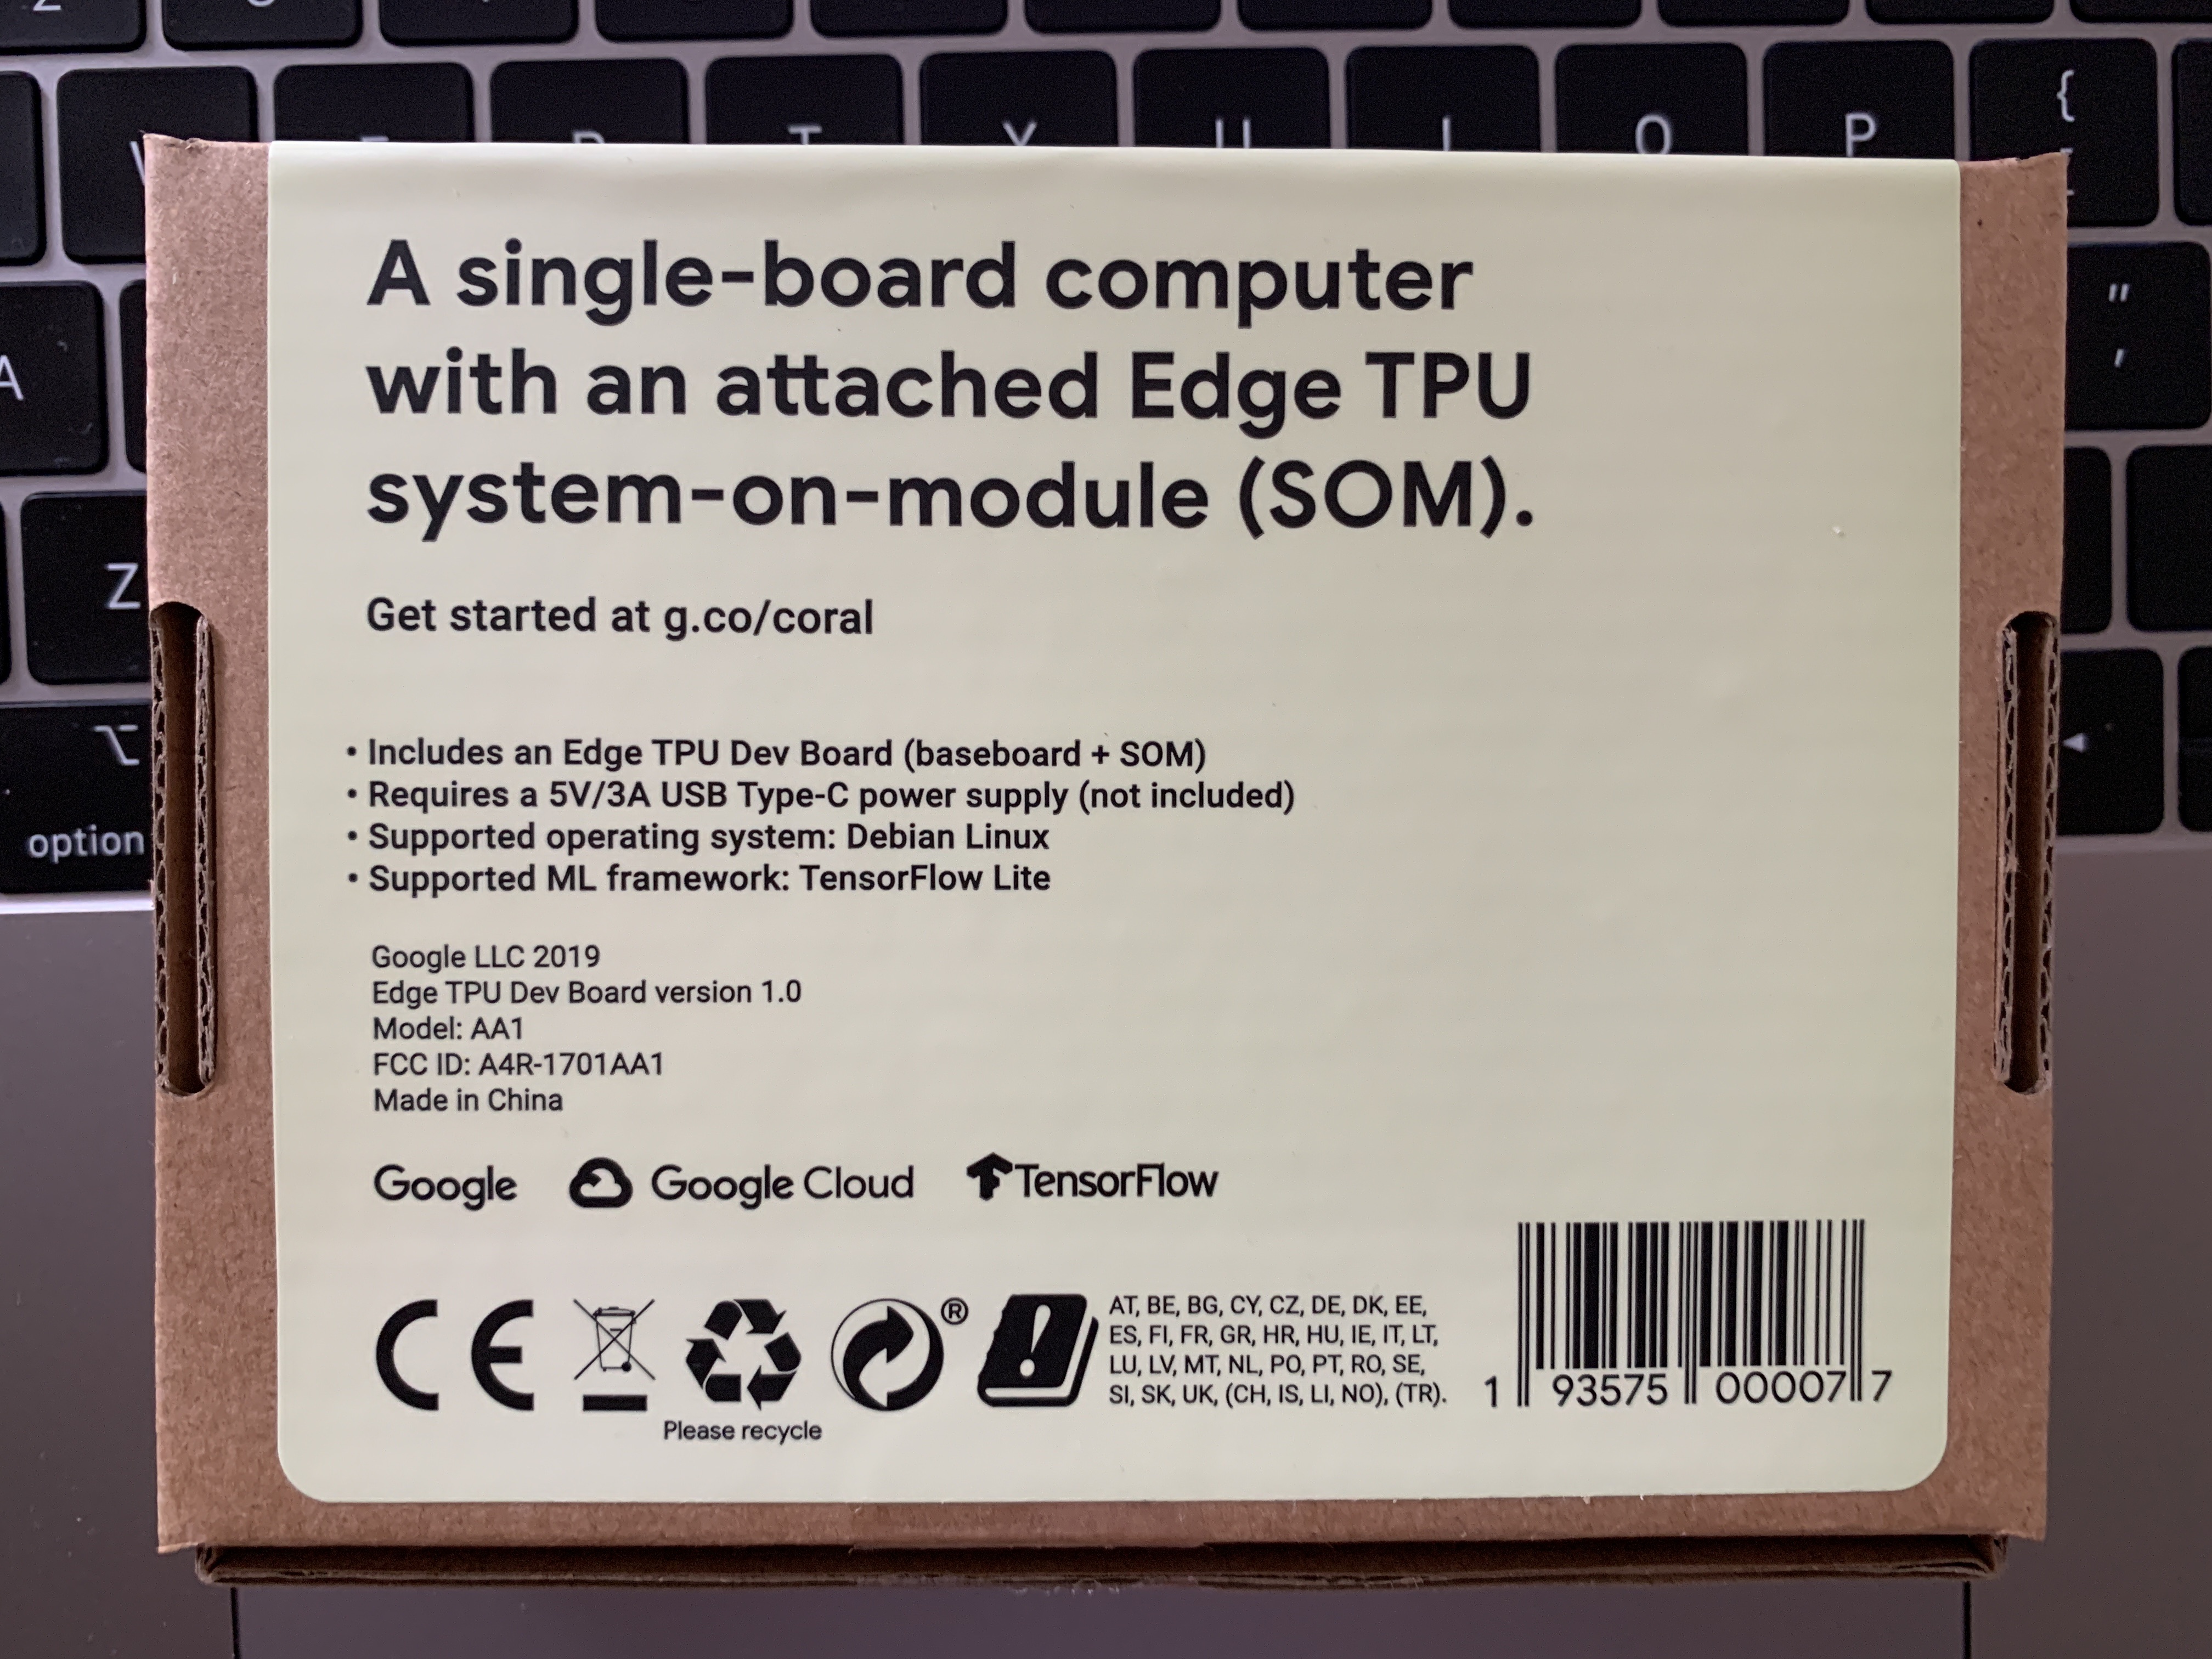 T Y U I O P {
A
" '
Z
option
A single-board computer
with an attached Edge TPU
system-on-module (SOM).
Get started at g.co/coral
• Includes an Edge TPU Dev Board (baseboard + SOM)
• Requires a 5V/3A USB Type-C power supply (not included)
• Supported operating system: Debian Linux
• Supported ML framework: TensorFlow Lite
Google LLC 2019
Edge TPU Dev Board version 1.0
Model: AA1
FCC ID: A4R-1701AA1
Made in China
Google Google Cloud TensorFlow
CE
®
Please recycle
AT, BE, BG, CY, CZ, DE, DK, EE,
ES, FI, FR, GR, HR, HU, IE, IT, LT,
LU, LV, MT, NL, PO, PT, RO, SE,
SI, SK, UK, (CH, IS, LI, NO), (TR).
1 93575 00007 7